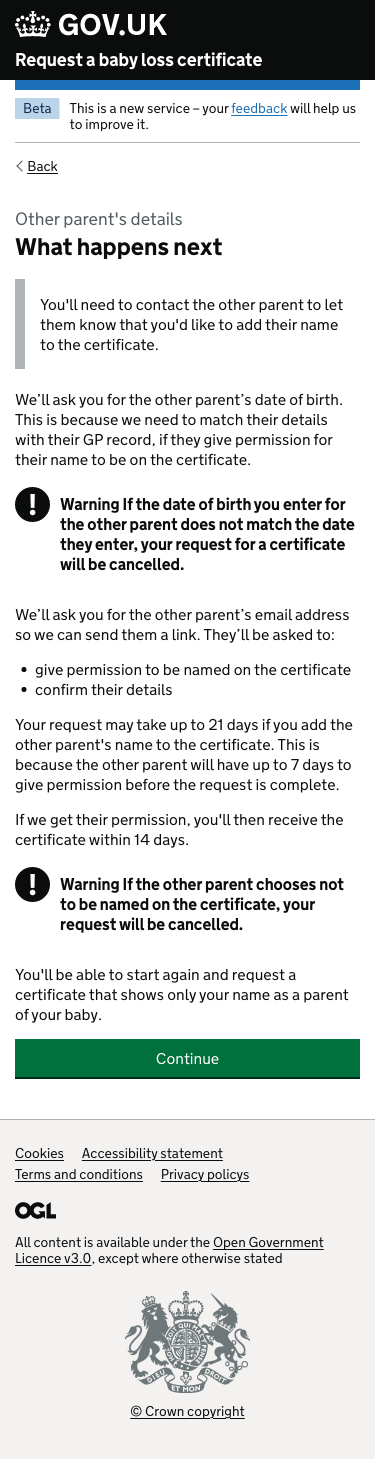 GOV.UK
Request a baby loss certificate
Beta This is a new service – your feedback will help us
to improve it.
Back
Other parent's details
What happens next
You'll need to contact the other parent to let
them know that you'd like to add their name
to the certificate.
We’ll ask you for the other parent’s date of birth.
This is because we need to match their details
with their GP record, if they give permission for
their name to be on the certificate.
! Warning If the date of birth you enter for
the other parent does not match the date
they enter, your request for a certificate
will be cancelled.
We’ll ask you for the other parent’s email address
so we can send them a link. They’ll be asked to:
• give permission to be named on the certificate
• confirm their details
Your request may take up to 21 days if you add the
other parent's name to the certificate. This is
because the other parent will have up to 7 days to
give permission before the request is complete.
If we get their permission, you'll then receive the
certificate within 14 days.
! Warning If the other parent chooses not
to be named on the certificate, your
request will be cancelled.
You'll be able to start again and request a
certificate that shows only your name as a parent
of your baby.
Continue
Cookies Accessibility statement
Terms and conditions Privacy policys
OGL
All content is available under the Open Government
Licence v3.0, except where otherwise stated
DIEU ET MON DROIT
© Crown copyright